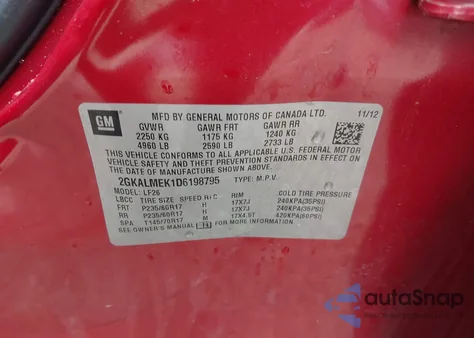 GM
MFD BY GENERAL MOTORS OF CANADA LTD. 11/12
GVWR GAWR FRT GAWR RR
2250 KG 1175 KG 1240 KG
4960 LB 2590 LB 2733 LB
THIS VEHICLE CONFORMS TO ALL APPLICABLE U.S. FEDERAL MOTOR
VEHICLE SAFETY AND THEFT PREVENTION STANDARDS IN EFFECT ON
THE DATE OF MANUFACTURE SHOWN ABOVE.
2GKALMEK1D6198795 TYPE: M.P.V.
MODEL: LF26
LBCC TIRE SIZE SPEED RTG RIM COLD TIRE PRESSURE
FRT P235/60R17 H 17X7J 240KPA(35PSI)
RR P235/60R17 H 17X7J 240KPA(35PSI)
SPA T145/70R17 M 17X4.5T 420KPA(60PSI)
SEE OWNER'S MANUAL FOR MORE INFORMATION.
autoSnap
POWERED BY